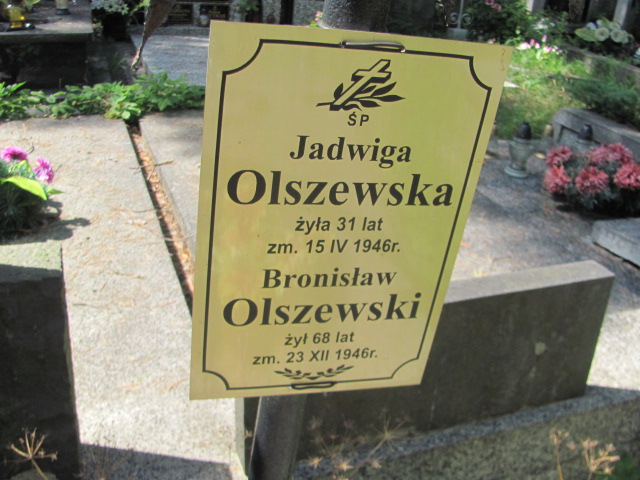 ŚP
Jadwiga
Olszewska
żyła 31 lat
zm. 15 IV 1946r.
Bronisław
Olszewski
żył 68 lat
zm. 23 XII 1946r.